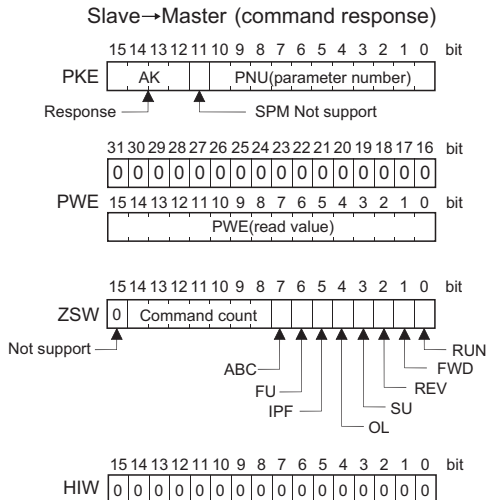 Slave→Master (command response)
15 14 13 12 11 10 9 8 7 6 5 4 3 2 1 0 bit
PKE AK PNU(parameter number)
Response SPM Not support
31 30 29 28 27 26 25 24 23 22 21 20 19 18 17 16 bit
0 0 0 0 0 0 0 0 0 0 0 0 0 0 0 0
PWE 15 14 13 12 11 10 9 8 7 6 5 4 3 2 1 0 bit
PWE(read value)
15 14 13 12 11 10 9 8 7 6 5 4 3 2 1 0 bit
ZSW 0 Command count
Not support RUN
ABC FWD
FU REV
IPF SU
OL
15 14 13 12 11 10 9 8 7 6 5 4 3 2 1 0 bit
HIW 0 0 0 0 0 0 0 0 0 0 0 0 0 0 0 0